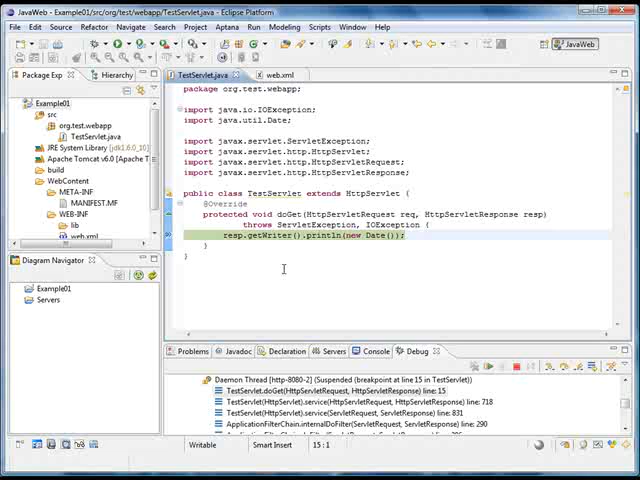 JavaWeb - Example01/src/org/test/webapp/TestServlet.java - Eclipse Platform
File Edit Source Refactor Navigate Search Project Aptana Run Modeling Scripts Window Help
JavaWeb
Package Exp
Hierarchy
Example01
src
org.test.webapp
TestServlet.java
JRE System Library [jdk1.6.0_10]
Apache Tomcat v6.0 [Apache To
build
WebContent
META-INF
MANIFEST.MF
WEB-INF
lib
web.xml
Diagram Navigator
Example01
Servers
TestServlet.java
web.xml
package org.test.webapp;
import java.io.IOException;
import java.util.Date;
import javax.servlet.ServletException;
import javax.servlet.http.HttpServlet;
import javax.servlet.http.HttpServletRequest;
import javax.servlet.http.HttpServletResponse;
public class TestServlet extends HttpServlet {
@Override
protected void doGet(HttpServletRequest req, HttpServletResponse resp)
throws ServletException, IOException {
resp.getWriter().println(new Date());
}
}
Problems Javadoc Declaration Servers Console Debug
Daemon Thread [http-8080-2] (Suspended (breakpoint at line 15 in TestServlet))
TestServlet.doGet(HttpServletRequest, HttpServletResponse) line: 15
TestServlet(HttpServlet).service(HttpServletRequest, HttpServletResponse) line: 718
TestServlet(HttpServlet).service(ServletRequest, ServletResponse) line: 831
ApplicationFilterChain.internalDoFilter(ServletRequest, ServletResponse) line: 290
Writable Smart Insert 15 : 1